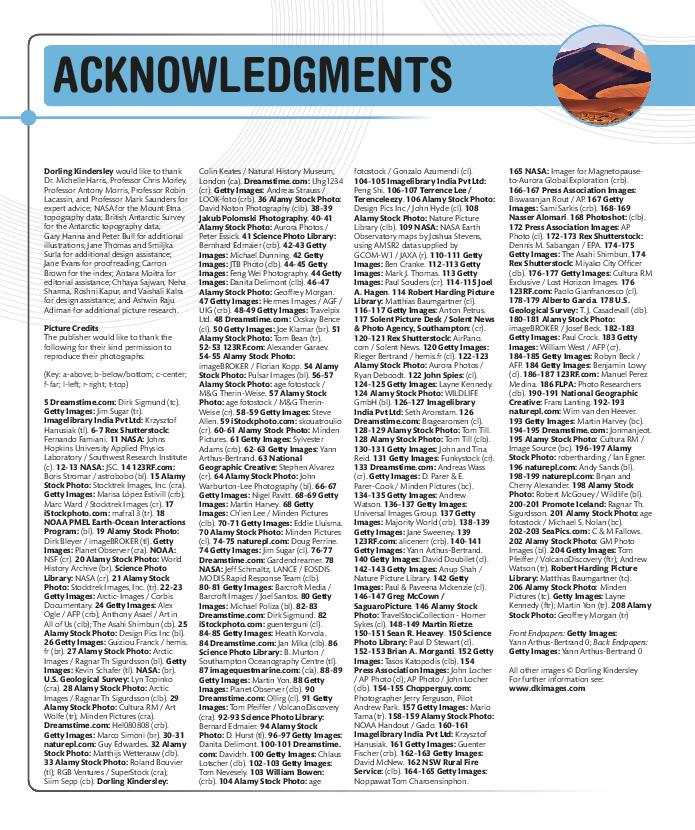 ACKNOWLEDGMENTS
Dorling Kindersley would like to thank
Dr. Michelle Harris, Professor Chris Morley,
Professor Antony Morris, Professor Robin
Lacassin, and Professor Mark Saunders for
expert advice; NASA for the Mount Etna
topography data; British Antarctic Survey
for the Antarctic topography data;
Gary Hanna and Peter Bull for additional
illustrations; Jane Thomas and Smiljka
Surla for additional design assistance;
Jane Evans for proofreading; Carron
Brown for the index; Antara Moitra for
editorial assistance; Chhaya Sajwan, Neha
Sharma, Roshni Kapur, and Vaishali Kalra
for design assistance; and Ashwin Raju
Adimari for additional picture research.
Picture Credits
The publisher would like to thank the
following for their kind permission to
reproduce their photographs:
(Key: a-above; b-below/bottom; c-center;
f-far; l-left; r-right; t-top)
5 Dreamstime.com: Dirk Sigmund (tc).
Getty Images: Jim Sugar (tr).
Imagelibrary India Pvt Ltd: Krzysztof
Hanusiak (tl). 6-7 Rex Shutterstock:
Fernando Famiani. 11 NASA: Johns
Hopkins University Applied Physics
Laboratory / Southwest Research Institute
(c). 12-13 NASA: JSC. 14 123RF.com:
Boris Stromar / astrobobo (bl). 15 Alamy
Stock Photo: Stocktrek Images, Inc (cra).
Getty Images: Marisa López Estivill (crb);
Marc Ward / Stocktrek Images (cr). 17
iStockphoto.com: mafra13 (tr). 18
NOAA PMEL Earth-Ocean Interactions
Program: (bl). 19 Alamy Stock Photo:
Dirk Bleyer / imageBROKER (tl). Getty
Images: Planet Observer (cra). NOAA:
NSF (cr). 20 Alamy Stock Photo: World
History Archive (br). Science Photo
Library: NASA (cr). 21 Alamy Stock
Photo: Stocktrek Images, Inc. (tr). 22-23
Getty Images: Arctic-Images / Corbis
Documentary. 24 Getty Images: Alex
Ogle / AFP (crb); Anthony Asael / Art in
All of Us (clb); The Asahi Shimbun (cb). 25
Alamy Stock Photo: Design Pics Inc (bl).
26 Getty Images: Guiziou Franck / hemis.
fr (br). 27 Alamy Stock Photo: Arctic
Images / Ragnar Th Sigurdsson (bl). Getty
Images: Kevin Schafer (tl). NASA: (br).
U.S. Geological Survey: Lyn Topinko
(cra). 28 Alamy Stock Photo: Arctic
Images / Ragnar Th Sigurdsson (clb). 29
Alamy Stock Photo: Cultura RM / Art
Wolfe (tr); Minden Pictures (cra).
Dreamstime.com: Hel080808 (crb).
Getty Images: Marco Simoni (br). 30-31
naturepl.com: Guy Edwardes. 32 Alamy
Stock Photo: Matthijs Wetterauw (clb).
33 Alamy Stock Photo: Roland Bouvier
(tl); RGB Ventures / SuperStock (cra);
Siim Sepp (cb). Dorling Kindersley:
Colin Keates / Natural History Museum,
London (ca). Dreamstime.com: Uhg1234
(cr). Getty Images: Andreas Strauss /
LOOK-foto (crb). 36 Alamy Stock Photo:
David Noton Photography (clb). 38-39
Jakub Polomski Photography. 40-41
Alamy Stock Photo: Aurora Photos /
Peter Essick. 41 Science Photo Library:
Bernhard Edmaier (crb). 42-43 Getty
Images: Michael Dunning. 42 Getty
Images: JTB Photo (clb). 44-45 Getty
Images: Feng Wei Photography. 44 Getty
Images: Danita Delimont (clb). 46-47
Alamy Stock Photo: Geoffrey Morgan.
47 Getty Images: Hermes Images / AGF /
UIG (crb). 48-49 Getty Images: Travelpix
Ltd. 48 Dreamstime.com: Ocskay Bence
(cl). 50 Getty Images: Joe Klamar (br). 51
Alamy Stock Photo: Tom Bean (tr).
52-53 123RF.com: Alexander Garaev.
54-55 Alamy Stock Photo:
imageBROKER / Florian Kopp. 54 Alamy
Stock Photo: Pulsar Images (bl). 56-57
Alamy Stock Photo: age fotostock /
M&G Therin-Weise. 57 Alamy Stock
Photo: age fotostock / M&G Therin-
Weise (cr). 58-59 Getty Images: Steve
Allen. 59 iStockphoto.com: skouatroulio
(cr). 60-61 Alamy Stock Photo: Minden
Pictures. 61 Getty Images: Sylvester
Adams (crb). 62-63 Getty Images: Yann
Arthus-Bertrand. 63 National
Geographic Creative: Stephen Alvarez
(cr). 64 Alamy Stock Photo: John
Warburton-Lee Photography (bl). 66-67
Getty Images: Nigel Pavitt. 68-69 Getty
Images: Martin Harvey. 68 Getty
Images: Ch'ien Lee / Minden Pictures
(clb). 70-71 Getty Images: Eddie Lluisma.
70 Alamy Stock Photo: Minden Pictures
(cl). 74-75 naturepl.com: Doug Perrine.
74 Getty Images: Jim Sugar (cl). 76-77
Dreamstime.com: Gardendreamer. 78
NASA: Jeff Schmaltz, LANCE / EOSDIS
MODIS Rapid Response Team (clb).
80-81 Getty Images: Barcroft Media /
Barcroft Images / Joel Santos. 80 Getty
Images: Michael Poliza (bl). 82-83
Dreamstime.com: Dirk Sigmund. 82
iStockphoto.com: guenterguni (cl).
84-85 Getty Images: Heath Korvola.
84 Dreamstime.com: Jan Mika (clb). 86
Science Photo Library: B. Murton /
Southampton Oceanography Centre (tl).
87 imagequestmarine.com: (cla). 88-89
Getty Images: Martin Yon. 88 Getty
Images: Planet Observer (clb). 90
Dreamstime.com: Ollirg (cl). 91 Getty
Images: Tom Pfeiffer / VolcanoDiscovery
(cra). 92-93 Science Photo Library:
Bernard Edmaier. 94 Alamy Stock
Photo: D. Hurst (tl). 96-97 Getty Images:
Danita Delimont. 100-101 Dreamstime.
com: Davidrh. 100 Getty Images: Chlaus
Lotscher (clb). 102-103 Getty Images:
Tom Nevesely. 103 William Bowen:
(crb). 104 Alamy Stock Photo: age
fotostock / Gonzalo Azumendi (cl).
104-105 Imagelibrary India Pvt Ltd:
Peng Shi. 106-107 Terrence Lee /
Terenceleezy. 106 Alamy Stock Photo:
Design Pics Inc / John Hyde (cl). 108
Alamy Stock Photo: Nature Picture
Library (clb). 109 NASA: NASA Earth
Observatory maps by Joshua Stevens,
using AMSR2 data supplied by
GCOM-W1 / JAXA (br). 110-111 Getty
Images: Ben Cranke. 112-113 Getty
Images: Mark J. Thomas. 113 Getty
Images: Paul Souders (cr). 114-115 Joel
A. Hagen. 114 Robert Harding Picture
Library: Matthias Baumgartner (cl).
116-117 Getty Images: Anton Petrus.
117 Solent Picture Desk / Solent News
& Photo Agency, Southampton: (cr).
120-121 Rex Shutterstock: AirPano.
com / Solent News. 120 Getty Images:
Rieger Bertrand / hemis.fr (cl). 122-123
Alamy Stock Photo: Aurora Photos /
Ryan Deboodt. 122 John Spies: (cl).
124-125 Getty Images: Layne Kennedy.
124 Alamy Stock Photo: WILDLIFE
GmbH (bl). 126-127 Imagelibrary
India Pvt Ltd: Seth Aronstam. 126
Dreamstime.com: Bagearonsen (cl).
128-129 Alamy Stock Photo: Tom Till.
128 Alamy Stock Photo: Tom Till (clb).
130-131 Getty Images: John and Tina
Reid. 131 Getty Images: Funkystock (cr).
133 Dreamstime.com: Andreas Wass
(cr). Getty Images: D. Parer & E.
Parer-Cook / Minden Pictures (bc).
134-135 Getty Images: Andrew
Watson. 136-137 Getty Images:
Universal Images Group. 137 Getty
Images: Majority World (crb). 138-139
Getty Images: Jane Sweeney. 139
123RF.com: alicenerr (crb). 140-141
Getty Images: Yann Arthus-Bertrand.
140 Getty Images: David Doubilet (cl).
142-143 Getty Images: Anup Shah /
Nature Picture Library. 142 Getty
Images: Paul & Paveena Mckenzie (cl).
146-147 Greg McCown /
SaguaroPicture. 146 Alamy Stock
Photo: TravelStockCollection - Homer
Sykes (cl). 148-149 Martin Rietze.
150-151 Sean R. Heavey. 150 Science
Photo Library: Paul D Stewart (cl).
152-153 Brian A. Morganti. 152 Getty
Images: Tasos Katopodis (clb). 154
Press Association Images: John Locher
/ AP Photo (cl); AP Photo / John Locher
(clb). 154-155 Chopperguy.com:
Photographer Jerry Ferguson, Pilot
Andrew Park. 157 Getty Images: Mario
Tama (tr). 158-159 Alamy Stock Photo:
NOAA Handout / Gado. 160-161
Imagelibrary India Pvt Ltd: Krzysztof
Hanusiak. 161 Getty Images: Guenter
Fischer (crb). 162-163 Getty Images:
David McNew. 162 NSW Rural Fire
Service: (clb). 164-165 Getty Images:
Noppawat Tom Charoensinphon.
165 NASA: Imager for Magnetopause-
to-Aurora Global Exploration (crb).
166-167 Press Association Images:
Biswaranjan Rout / AP. 167 Getty
Images: Sami Sarkis (crb). 168-169
Nasser Alomari. 168 Photoshot: (clb).
172 Press Association Images: AP
Photo (cl). 172-173 Rex Shutterstock:
Dennis M. Sabangan / EPA. 174-175
Getty Images: The Asahi Shimbun. 174
Rex Shutterstock: Miyako City Officer
(clb). 176-177 Getty Images: Cultura RM
Exclusive / Lost Horizon Images. 176
123RF.com: Paolo Gianfrancesco (cl).
178-179 Alberto Garcia. 178 U.S.
Geological Survey: T.J. Casadevall (clb).
180-181 Alamy Stock Photo:
imageBROKER / Josef Beck. 182-183
Getty Images: Paul Crock. 183 Getty
Images: William West / AFP (cr).
184-185 Getty Images: Robyn Beck /
AFP. 184 Getty Images: Benjamin Lowy
(cl). 186-187 123RF.com: Manuel Perez
Medina. 186 FLPA: Photo Researchers
(clb). 190-191 National Geographic
Creative: Frans Lanting. 192-193
naturepl.com: Wim van den Heever.
193 Getty Images: Martin Harvey (crb).
194-195 Dreamstime.com: Jonmanjeot.
195 Alamy Stock Photo: Cultura RM /
Image Source (bc). 196-197 Alamy
Stock Photo: robertharding / Ian Egner.
196 naturepl.com: Andy Sands (bl).
198-199 naturepl.com: Bryan and
Cherry Alexander. 198 Alamy Stock
Photo: Robert McGouey / Wildlife (bl).
200-201 Promote Iceland: Ragnar Th.
Sigurdsson. 201 Alamy Stock Photo: age
fotostock / Michael S. Nolan (bc).
202-203 SeaPics.com: C & M Fallows.
202 Alamy Stock Photo: GM Photo
Images (bl). 204 Getty Images: Tom
Pfeiffer / VolcanoDiscovery (ftr); Andrew
Watson (tr). Robert Harding Picture
Library: Matthias Baumgartner (tc).
206 Alamy Stock Photo: Minden
Pictures (tc). Getty Images: Layne
Kennedy (ftr); Martin Yon (tr). 208 Alamy
Stock Photo: Geoffrey Morgan (tr)
Front Endpapers: Getty Images:
Yann Arthus-Bertrand 0; Back Endpapers:
Getty Images: Yann Arthus-Bertrand 0
All other images © Dorling Kindersley
For further information see:
www.dkimages.com